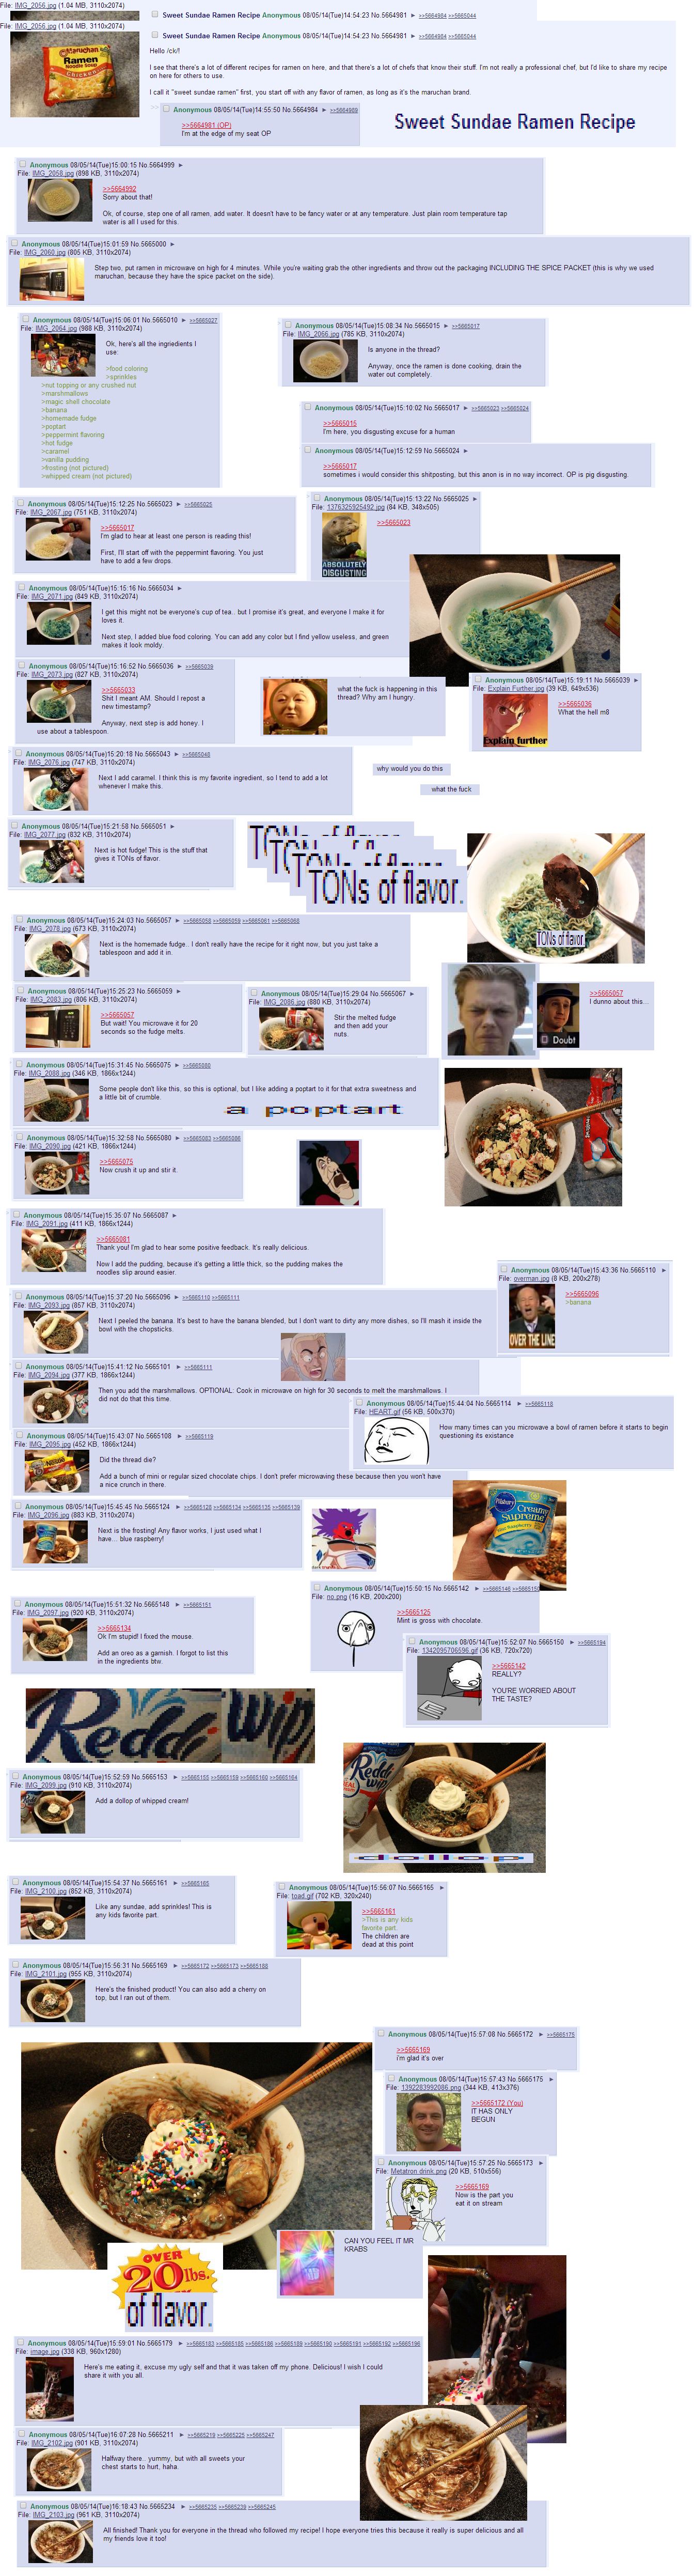 File: IMG_2056.jpg (1.04 MB, 3110x2074)
Sweet Sundae Ramen Recipe Anonymous 08/05/14(Tue)14:54:23 No.5664981 ► >>5664984 >>5665044
File: IMG_2056.jpg (1.04 MB, 3110x2074)
Sweet Sundae Ramen Recipe Anonymous 08/05/14(Tue)14:54:23 No.5664981 ► >>5664984 >>5665044
Maruchan
Ramen
Noodle Soup
CHICKEN
Hello /ck/!
I see that there's a lot of different recipes for ramen on here, and that there's a lot of chefs that know their stuff. I'm not really a professional chef, but I'd like to share my recipe
on here for others to use.
I call it "sweet sundae ramen" first, you start off with any flavor of ramen, as long as it's the maruchan brand.
>> Anonymous 08/05/14(Tue)14:55:50 No.5664984 ► >>5664989
>>5664981 (OP)
I'm at the edge of my seat OP
Sweet Sundae Ramen Recipe
Anonymous 08/05/14(Tue)15:00:15 No.5664999 ►
File: IMG_2058.jpg (898 KB, 3110x2074)
>>5664992
Sorry about that!
Ok, of course, step one of all ramen, add water. It doesn't have to be fancy water or at any temperature. Just plain room temperature tap
water is all I used for this.
Anonymous 08/05/14(Tue)15:01:59 No.5665000 ►
File: IMG_2060.jpg (805 KB, 3110x2074)
Step two, put ramen in microwave on high for 4 minutes. While you're waiting grab the other ingredients and throw out the packaging INCLUDING THE SPICE PACKET (this is why we used
maruchan, because they have the spice packet on the side).
Anonymous 08/05/14(Tue)15:06:01 No.5665010 ► >>5665027
File: IMG_2064.jpg (988 KB, 3110x2074)
Ok, here's all the ingriedients I
use:
>food coloring
>sprinkles
>nut topping or any crushed nut
>marshmallows
>magic shell chocolate
>banana
>homemade fudge
>poptart
>peppermint flavoring
>hot fudge
>caramel
>vanilla pudding
>frosting (not pictured)
>whipped cream (not pictured)
Anonymous 08/05/14(Tue)15:08:34 No.5665015 ► >>5665017
File: IMG_2066.jpg (785 KB, 3110x2074)
Is anyone in the thread?
Anyway, once the ramen is done cooking, drain the
water out completely.
Anonymous 08/05/14(Tue)15:10:02 No.5665017 ► >>5665023 >>5665024
>>5665015
I'm here, you disgusting excuse for a human
Anonymous 08/05/14(Tue)15:12:59 No.5665024 ►
>>5665017
sometimes i would consider this shitposting, but this anon is in no way incorrect. OP is pig disgusting.
Anonymous 08/05/14(Tue)15:12:25 No.5665023 ► >>5665025
File: IMG_2067.jpg (751 KB, 3110x2074)
>>5665017
I'm glad to hear at least one person is reading this!
First, I'll start off with the peppermint flavoring. You just
have to add a few drops.
Anonymous 08/05/14(Tue)15:13:22 No.5665025 ►
File: 1376325925492.jpg (84 KB, 348x505)
>>5665023
ABSOLUTELY
DISGUSTING
Anonymous 08/05/14(Tue)15:15:16 No.5665034 ►
File: IMG_2071.jpg (849 KB, 3110x2074)
I get this might not be everyone's cup of tea.. but I promise it's great, and everyone I make it for
loves it.
Next step, I added blue food coloring, You can add any color but I find yellow useless, and green
makes it look moldy.
Anonymous 08/05/14(Tue)15:16:52 No.5665036 ► >>5665039
File: IMG_2073.jpg (827 KB, 3110x2074)
>>5665033
Shit I meant AM. Should I repost a
new timestamp?
Anyway, next step is add honey. I
use about a tablespoon.
what the fuck is happening in this
thread? Why am I hungry.
Anonymous 08/05/14(Tue)15:19:11 No.5665039 ►
File: Explain Further.jpg (39 KB, 649x536)
>>5665036
What the hell m8
Explain further
Anonymous 08/05/14(Tue)15:20:18 No.5665043 ► >>5665046
File: IMG_2076.jpg (747 KB, 3110x2074)
Next I add caramel. I think this is my favorite ingredient, so I tend to add a lot
whenever I make this.
why would you do this
what the fuck
Anonymous 08/05/14(Tue)15:21:58 No.5665051 ►
File: IMG_2077.jpg (832 KB, 3110x2074)
Next is hot fudge! This is the stuff that
gives it TONs of flavor.
TONs of flavor.
TONs of flavor.
TONs of flavor.
TONs of flavor.
TONs of flavor
Anonymous 08/05/14(Tue)15:24:03 No.5665057 ► >>5665058 >>5665059 >>5665061 >>5665068
File: IMG_2078.jpg (673 KB, 3110x2074)
Next is the homemade fudge.. I don't really have the recipe for it right now, but you just take a
tablespoon and add it in.
Anonymous 08/05/14(Tue)15:25:23 No.5665059 ►
File: IMG_2083.jpg (806 KB, 3110x2074)
>>5665057
But wait! You microwave it for 20
seconds so the fudge melts.
Anonymous 08/05/14(Tue)15:29:04 No.5665067 ►
File: IMG_2086.jpg (880 KB, 3110x2074)
Stir the melted fudge
and then add your
nuts.
>>5665057
I dunno about this...
Doubt
Anonymous 08/05/14(Tue)15:31:45 No.5665075 ► >>5665080
File: IMG_2088.jpg (346 KB, 1866x1244)
Some people don't like this, so this is optional, but I like adding a poptart to it for that extra sweetness and
a little bit of crumble.
a poptart
Anonymous 08/05/14(Tue)15:32:58 No.5665080 ► >>5665083 >>5665086
File: IMG_2090.jpg (421 KB, 1866x1244)
>>5665075
Now crush it up and stir it.
Anonymous 08/05/14(Tue)15:35:07 No.5665087 ►
File: IMG_2091.jpg (411 KB, 1866x1244)
>>5665081
Thank you! I'm glad to hear some positive feedback. It's really delicious.
Now I add the pudding, because it's getting a little thick, so the pudding makes the
noodles slip around easier.
Anonymous 08/05/14(Tue)15:37:20 No.5665096 ► >>5665110 >>5665111
File: IMG_2093.jpg (857 KB, 3110x2074)
Next I peeled the banana. It's best to have the banana blended, but I don't want to dirty any more dishes, so I'll mash it inside the
bowl with the chopsticks.
Anonymous 08/05/14(Tue)15:43:36 No.5665110 ►
File: overman.jpg (8 KB, 200x278)
>>5665096
>banana
OVER THE LINE
Anonymous 08/05/14(Tue)15:41:12 No.5665101 ► >>5665111
File: IMG_2094.jpg (377 KB, 1866x1244)
Then you add the marshmallows. OPTIONAL: Cook in microwave on high for 30 seconds to melt the marshmallows. I
did not do that this time.
Anonymous 08/05/14(Tue)15:44:04 No.5665114 ► >>5665118
File: HEART.gif (56 KB, 500x370)
How many times can you microwave a bowl of ramen before it starts to begin
questioning its existance
Anonymous 08/05/14(Tue)15:43:07 No.5665108 ► >>5665119
File: IMG_2095.jpg (452 KB, 1866x1244)
Did the thread die?
Add a bunch of mini or regular sized chocolate chips. I don't prefer microwaving these because then you won't have
a nice crunch in there.
Anonymous 08/05/14(Tue)15:45:45 No.5665124 ► >>5665128 >>5665134 >>5665135 >>5665139
File: IMG_2096.jpg (883 KB, 3110x2074)
Next is the frosting! Any flavor works, I just used what I
have... blue raspberry!
Pillsbury
Creamy
Supreme
Blue Raspberry
Anonymous 08/05/14(Tue)15:50:15 No.5665142 ► >>5665146 >>5665150
File: no.png (16 KB, 200x200)
>>5665125
Mint is gross with chocolate.
Anonymous 08/05/14(Tue)15:51:32 No.5665148 ► >>5665151
File: IMG_2097.jpg (920 KB, 3110x2074)
>>5665134
Ok I'm stupid! I fixed the mouse.
Add an oreo as a garnish. I forgot to list this
in the ingredients btw.
Anonymous 08/05/14(Tue)15:52:07 No.5665150 ► >>5665194
File: 1342095706596.gif (36 KB, 720x720)
>>5665142
REALLY?
YOU'RE WORRIED ABOUT
THE TASTE?
Reddi wip
Reddi
Anonymous 08/05/14(Tue)15:52:59 No.5665153 ► >>5665155 >>5665159 >>5665160 >>5665164
File: IMG_2099.jpg (910 KB, 3110x2074)
Add a dollop of whipped cream!
Anonymous 08/05/14(Tue)15:54:37 No.5665161 ► >>5665165
File: IMG_2100.jpg (852 KB, 3110x2074)
Like any sundae, add sprinkles! This is
any kids favorite part.
Anonymous 08/05/14(Tue)15:56:07 No.5665165 ►
File: toad.gif (702 KB, 320x240)
>>5665161
>This is any kids
favorite part.
The children are
dead at this point
Anonymous 08/05/14(Tue)15:56:31 No.5665169 ► >>5665172 >>5665173 >>5665188
File: IMG_2101.jpg (955 KB, 3110x2074)
Here's the finished product! You can also add a cherry on
top, but I ran out of them.
Anonymous 08/05/14(Tue)15:57:08 No.5665172 ► >>5665175
>>5665169
i'm glad it's over
Anonymous 08/05/14(Tue)15:57:43 No.5665175 ►
File: 1392283992086.png (344 KB, 413x376)
>>5665172 (You)
IT HAS ONLY
BEGUN
Anonymous 08/05/14(Tue)15:57:25 No.5665173 ►
File: Metatron drink.png (20 KB, 510x556)
>>5665169
Now is the part you
eat it on stream
CAN YOU FEEL IT MR
KRABS
OVER
20 lbs.
of flavor.
Anonymous 08/05/14(Tue)15:59:01 No.5665179 ► >>5665183 >>5665185 >>5665186 >>5665189 >>5665190 >>5665191 >>5665192 >>5665196
File: image.jpg (338 KB, 960x1280)
Here's me eating it, excuse my ugly self and that it was taken off my phone. Delicious! I wish I could
share it with you all.
Anonymous 08/05/14(Tue)16:07:28 No.5665211 ► >>5665219 >>5665225 >>5665247
File: IMG_2102.jpg (901 KB, 3110x2074)
Halfway there.. yummy, but with all sweets your
chest starts to hurt, haha.
Anonymous 08/05/14(Tue)16:18:43 No.5665234 ► >>5665235 >>5665239 >>5665245
File: IMG_2103.jpg (961 KB, 3110x2074)
All finished! Thank you for everyone in the thread who followed my recipe! I hope everyone tries this because it really is super delicious and all
my friends love it too!